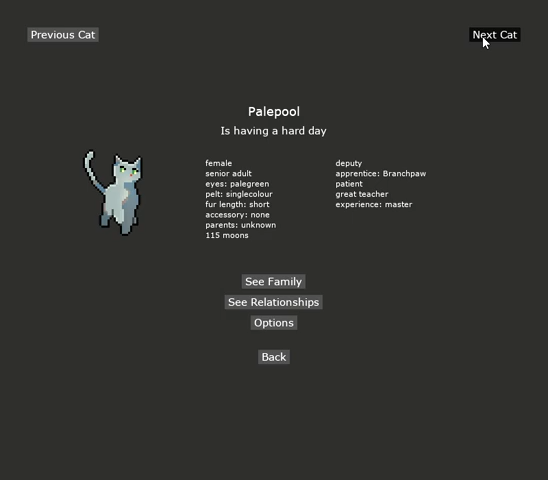 Previous Cat
Next Cat
Palepool
Is having a hard day
female
senior adult
eyes: palegreen
pelt: singlecolour
fur length: short
accessory: none
parents: unknown
115 moons
deputy
apprentice: Branchpaw
patient
great teacher
experience: master
See Family
See Relationships
Options
Back